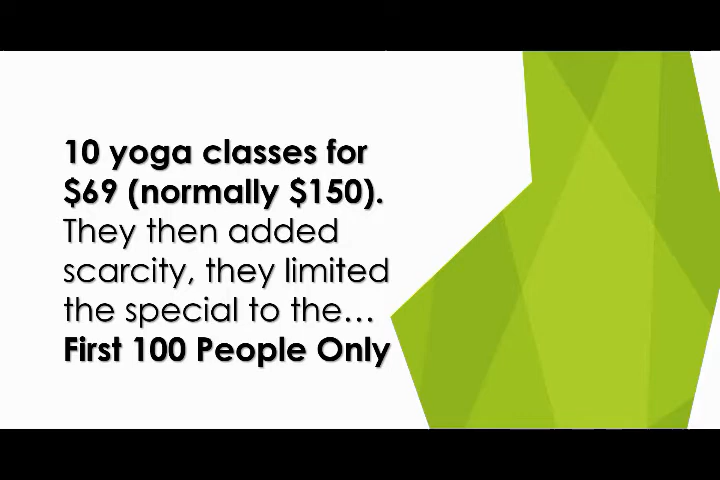 10 yoga classes for
$69 (normally $150).
They then added
scarcity, they limited
the special to the...
First 100 People Only